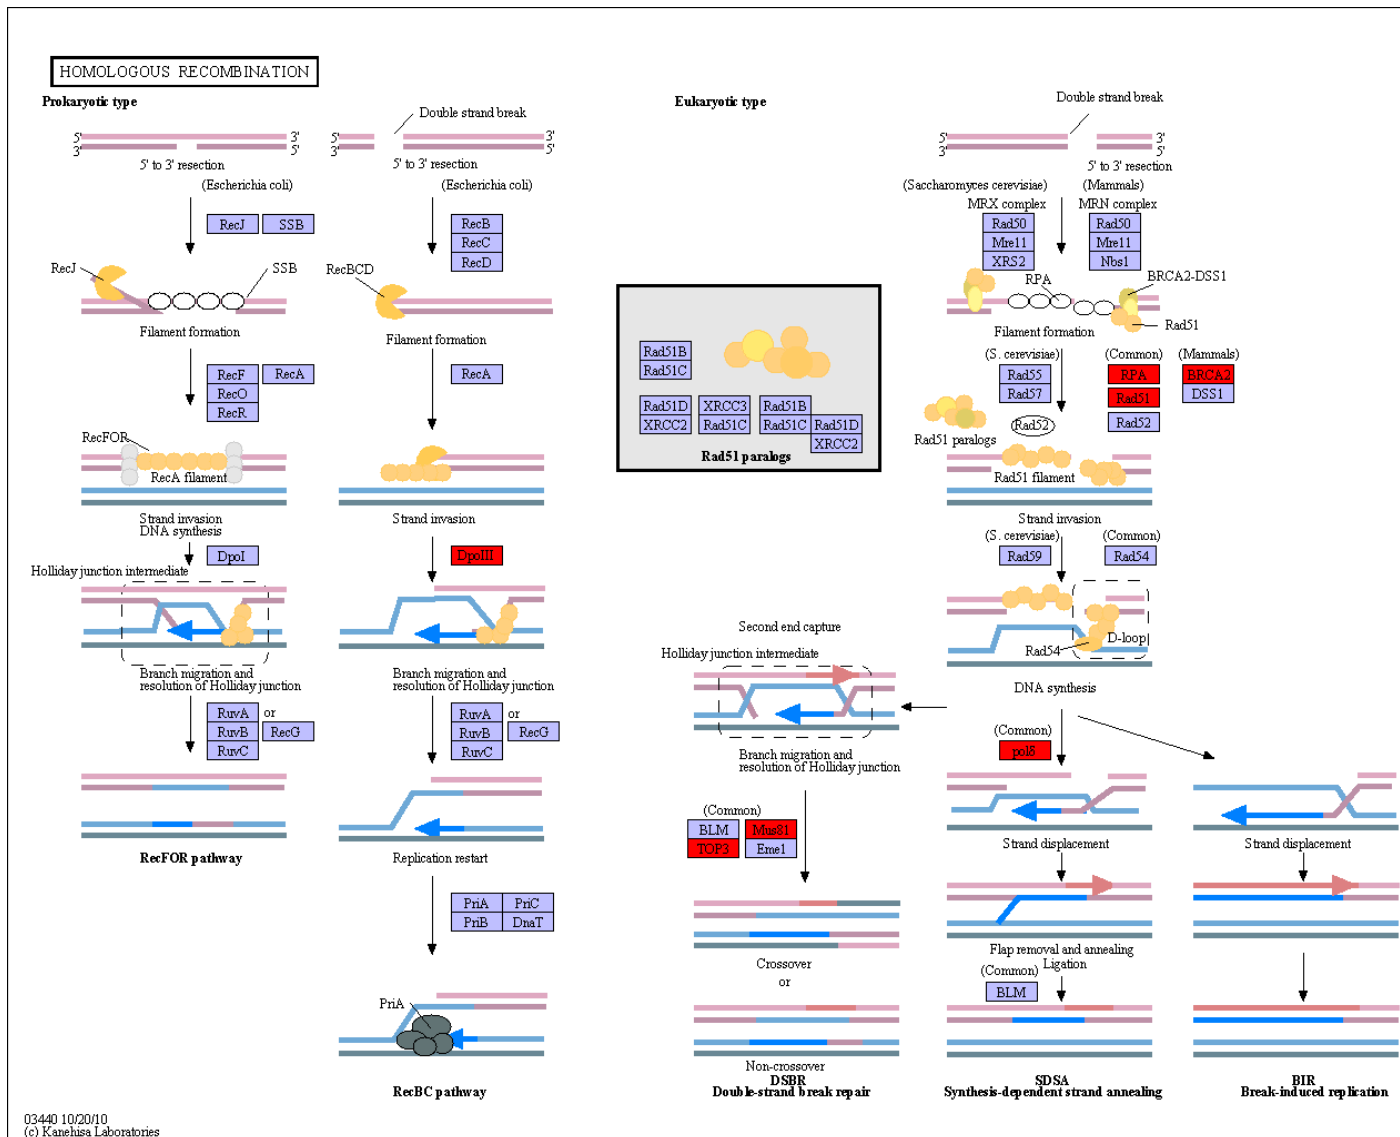 HOMOLOGOUS RECOMBINATION
Prokaryotic type
Double strand break
5'
3'
3'
5'
5'
3'
3'
5'
5' to 3' resection
5' to 3' resection
(Escherichia coli)
(Escherichia coli)
RecJ
SSB
RecB
RecC
RecD
RecJ
SSB
RecBCD
Filament formation
Filament formation
RecF
RecA
RecO
RecR
RecA
RecFOR
RecA filament
Strand invasion
DNA synthesis
Strand invasion
DpoI
DpoIII
Holliday junction intermediate
Branch migration and
resolution of Holliday junction
Branch migration and
resolution of Holliday junction
RuvA
or
RuvB
RecG
RuvC
RuvA
or
RuvB
RecG
RuvC
RecFOR pathway
Replication restart
PriA
PriC
PriB
DnaT
PriA
RecBC pathway
Eukaryotic type
Double strand break
5'
3'
3'
5'
5' to 3' resection
(Saccharomyces cerevisiae)
(Mammals)
MRX complex
MRN complex
Rad50
Mre11
XRS2
Rad50
Mre11
Nbs1
RPA
BRCA2-DSS1
Rad51
Filament formation
(S. cerevisiae)
(Common)
(Mammals)
Rad55
Rad57
RPA
Rad51
Rad52
BRCA2
DSS1
Rad52
Rad51 paralogs
Rad51 filament
Rad51B
Rad51C
Rad51D
XRCC2
XRCC3
Rad51C
Rad51B
Rad51C
Rad51D
XRCC2
Rad51 paralogs
Strand invasion
(S. cerevisiae)
(Common)
Rad59
Rad54
D-loop
Rad54
DNA synthesis
Second end capture
Holliday junction intermediate
Branch migration and
resolution of Holliday junction
(Common)
BLM
Mus81
TOP3
Eme1
Crossover
or
Non-crossover
DSBR
Double-strand break repair
(Common)
polδ
Strand displacement
Flap removal and annealing
Ligation
(Common)
BLM
SDSA
Synthesis-dependent strand annealing
Strand displacement
BIR
Break-induced replication
03440 10/20/10
(c) Kanehisa Laboratories